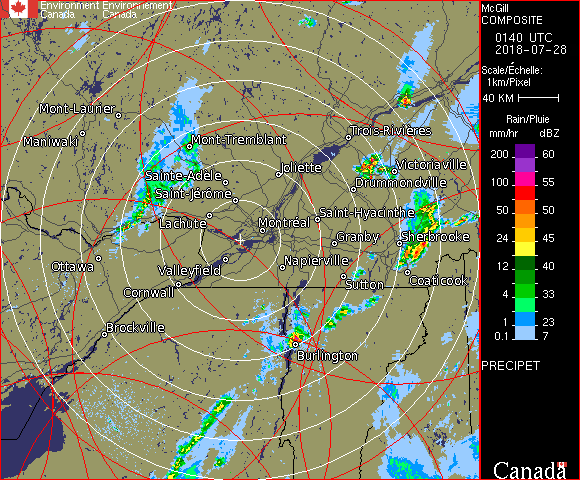 Environment Environnement
Canada Canada
McGill
COMPOSITE
0140 UTC
2018-07-28
Scale/Échelle:
1km/Pixel
40 KM
Rain/Pluie
mm/hr dBZ
200 60
100 55
50 50
24 45
12 40
4 33
1 23
0.1 7
PRECIPET
Canada
Mont-Laurier
Maniwaki
Mont-Tremblant
Trois-Rivières
Joliette
Victoriaville
Sainte-Adèle
Drummondville
Saint-Jérôme
Lachute
Saint-Hyacinthe
Montréal
Granby
Sherbrooke
Ottawa
Valleyfield
Napierville
Cornwall
Sutton
Coaticook
Brockville
Burlington